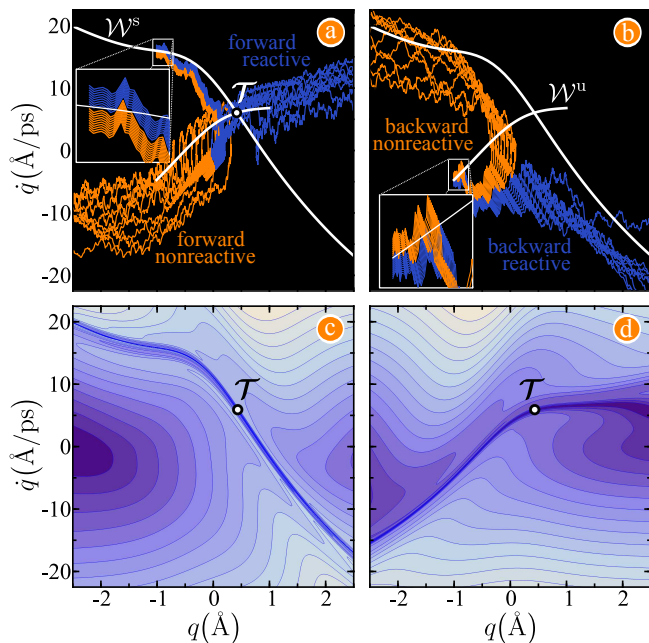 20
10
0
-10
-20
q̇(Å/ps)
𝒲ˢ
a
forward
reactive
𝒯
forward
nonreactive
b
𝒲ᵘ
backward
nonreactive
backward
reactive
20
10
0
-10
-20
q̇(Å/ps)
c
𝒯
d
𝒯
-2 -1 0 1 2
q(Å)
-2 -1 0 1 2
q(Å)